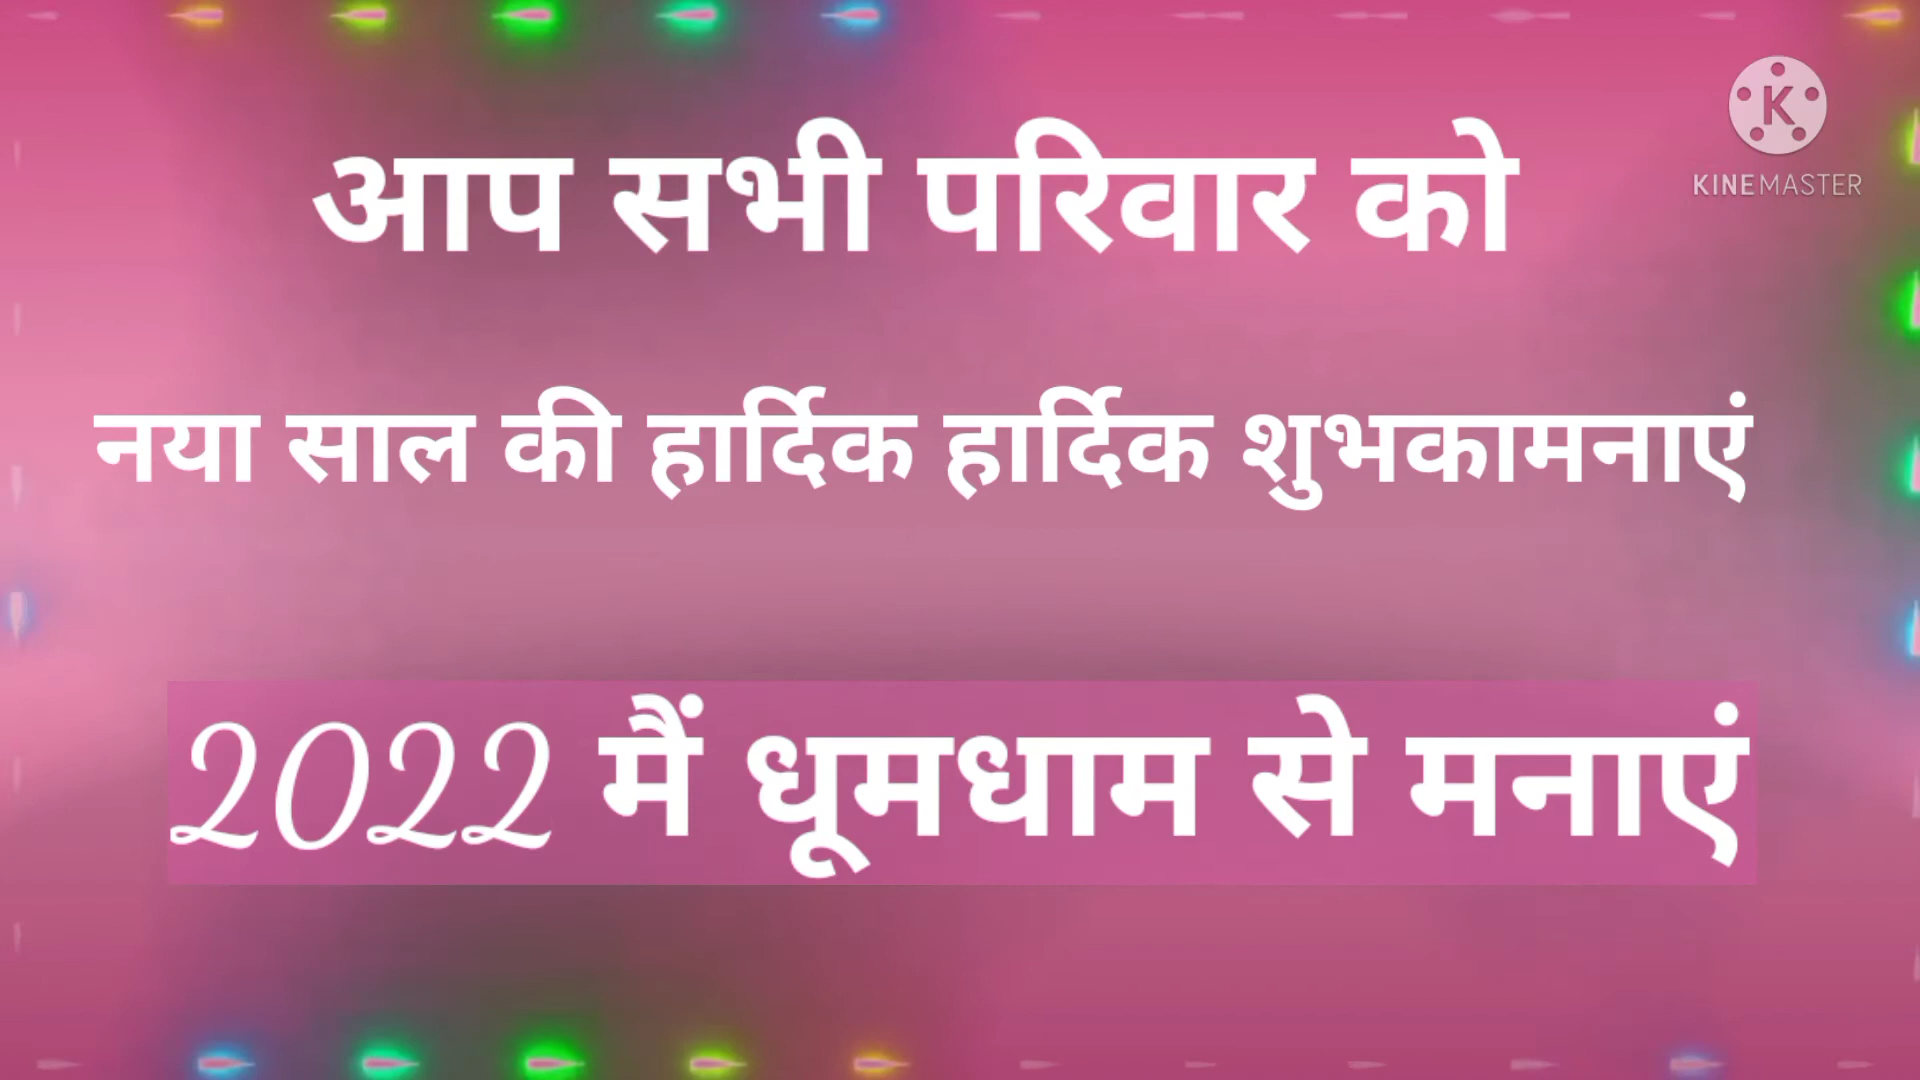 आप सभी परिवार को
KINEMASTER
नया साल की हार्दिक हार्दिक शुभकामनाएं
2022 मैं धूमधाम से मनाएं